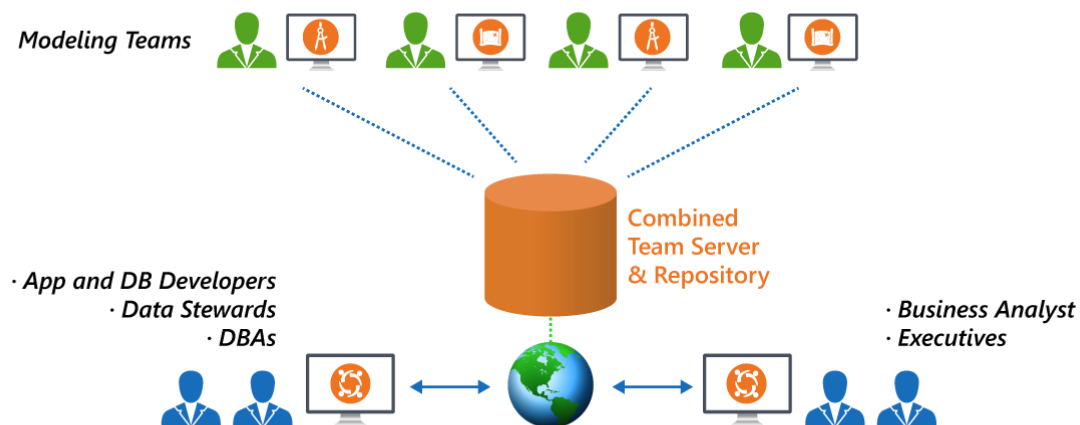 Modeling Teams
Combined
Team Server
& Repository
· App and DB Developers
· Data Stewards
· DBAs
· Business Analyst
· Executives